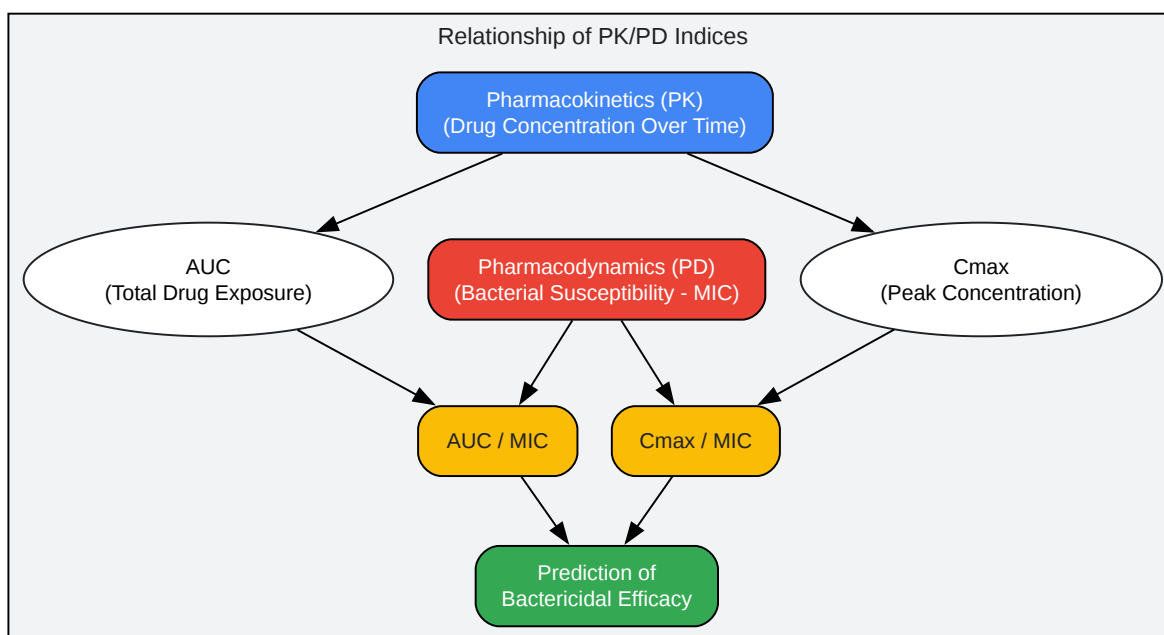 Relationship of PK/PD Indices
Pharmacokinetics (PK)
(Drug Concentration Over Time)
AUC
(Total Drug Exposure)
Pharmacodynamics (PD)
(Bacterial Susceptibility - MIC)
Cmax
(Peak Concentration)
AUC / MIC
Cmax / MIC
Prediction of
Bactericidal Efficacy